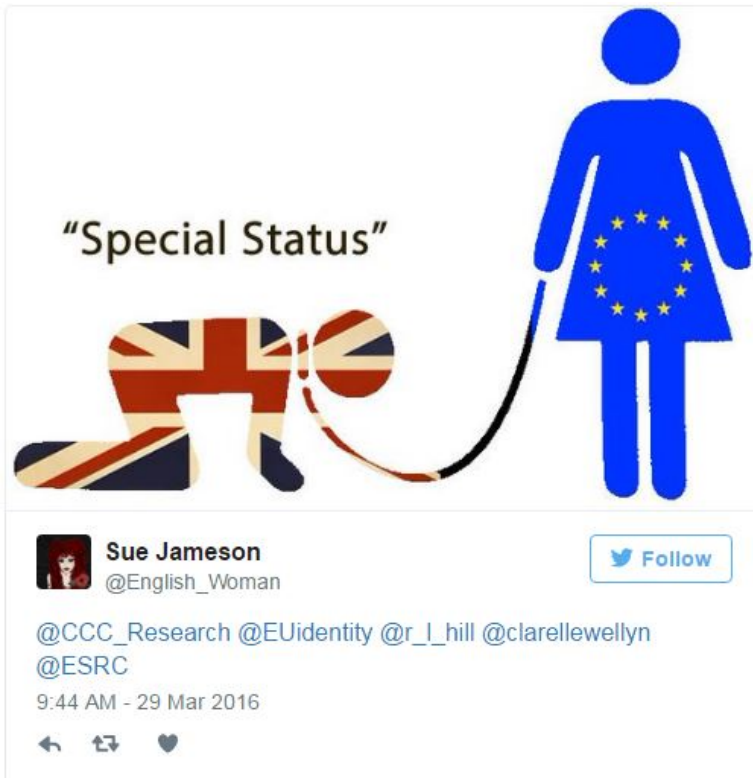 “Special Status”
Sue Jameson
@English_Woman
Follow
@CCC_Research @EUidentity @r_l_hill @clarellewellyn
@ESRC
9:44 AM - 29 Mar 2016